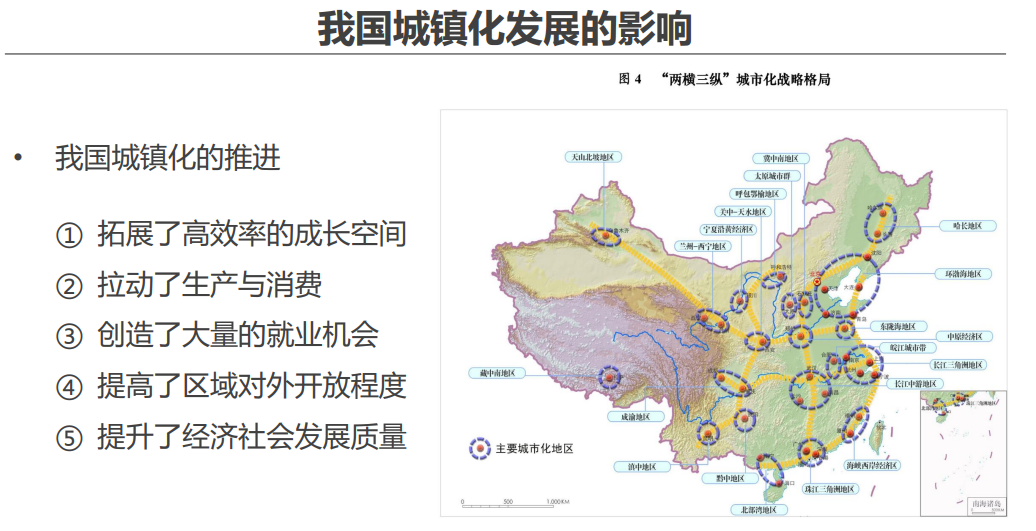 我国城镇化发展的影响
图 4 “两横三纵”城市化战略格局
• 我国城镇化的推进
① 拓展了高效率的成长空间
② 拉动了生产与消费
③ 创造了大量的就业机会
④ 提高了区域对外开放程度
⑤ 提升了经济社会发展质量
天山北坡地区
冀中南地区
太原城市群
呼包鄂榆地区
关中-天水地区
宁夏沿黄经济区
兰州-西宁地区
哈长地区
环渤海地区
东陇海地区
中原经济区
皖江城市带
长江三角洲地区
长江中游地区
藏中南地区
成渝地区
滇中地区
黔中地区
北部湾地区
珠江三角洲地区
海峡西岸经济区
呼和浩特
大连
主要城市化地区
0 500 1,000KM
南海诸岛